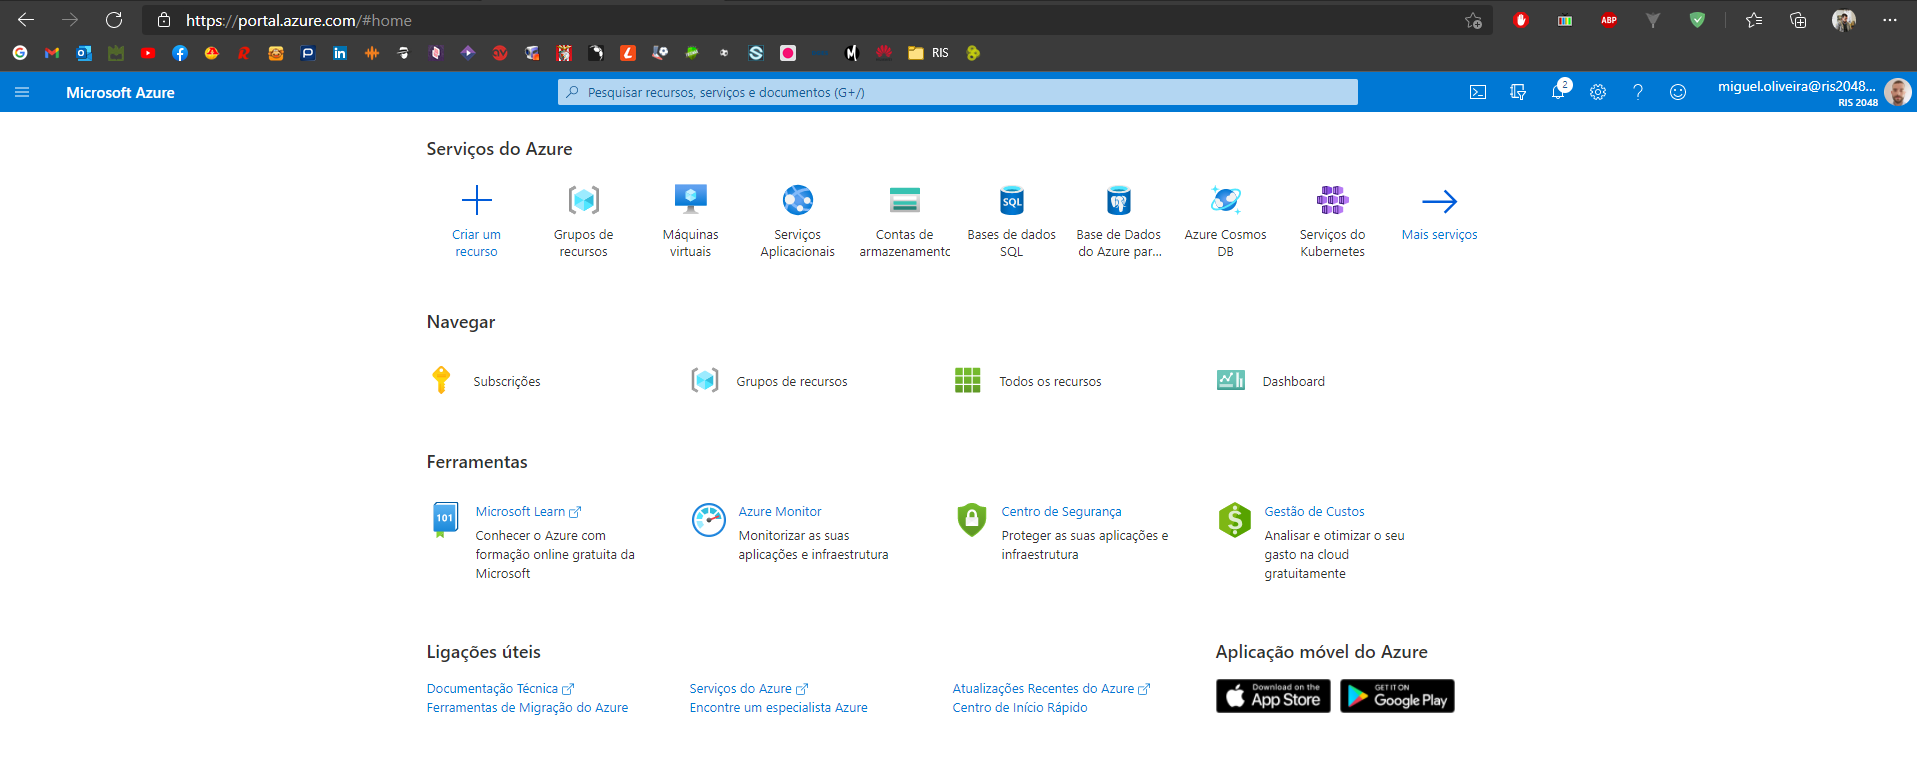 https://portal.azure.com/#home
ABP
RIS
Microsoft Azure
Pesquisar recursos, serviços e documentos (G+/)
2
miguel.oliveira@ris2048...
RIS 2048
Serviços do Azure
Criar um
recurso
Grupos de
recursos
Máquinas
virtuais
Serviços
Aplicacionais
Contas de
armazenamento
SQL
Bases de dados
SQL
Base de Dados
do Azure par...
Azure Cosmos
DB
Serviços do
Kubernetes
Mais serviços
Navegar
Subscrições
Grupos de recursos
Todos os recursos
Dashboard
Ferramentas
101
Microsoft Learn
Conhecer o Azure com
formação online gratuita da
Microsoft
Azure Monitor
Monitorizar as suas
aplicações e infraestrutura
Centro de Segurança
Proteger as suas aplicações e
infraestrutura
$
Gestão de Custos
Analisar e otimizar o seu
gasto na cloud
gratuitamente
Ligações úteis
Documentação Técnica
Ferramentas de Migração do Azure
Serviços do Azure
Encontre um especialista Azure
Atualizações Recentes do Azure
Centro de Início Rápido
Aplicação móvel do Azure
Download on the
App Store
GET IT ON
Google Play